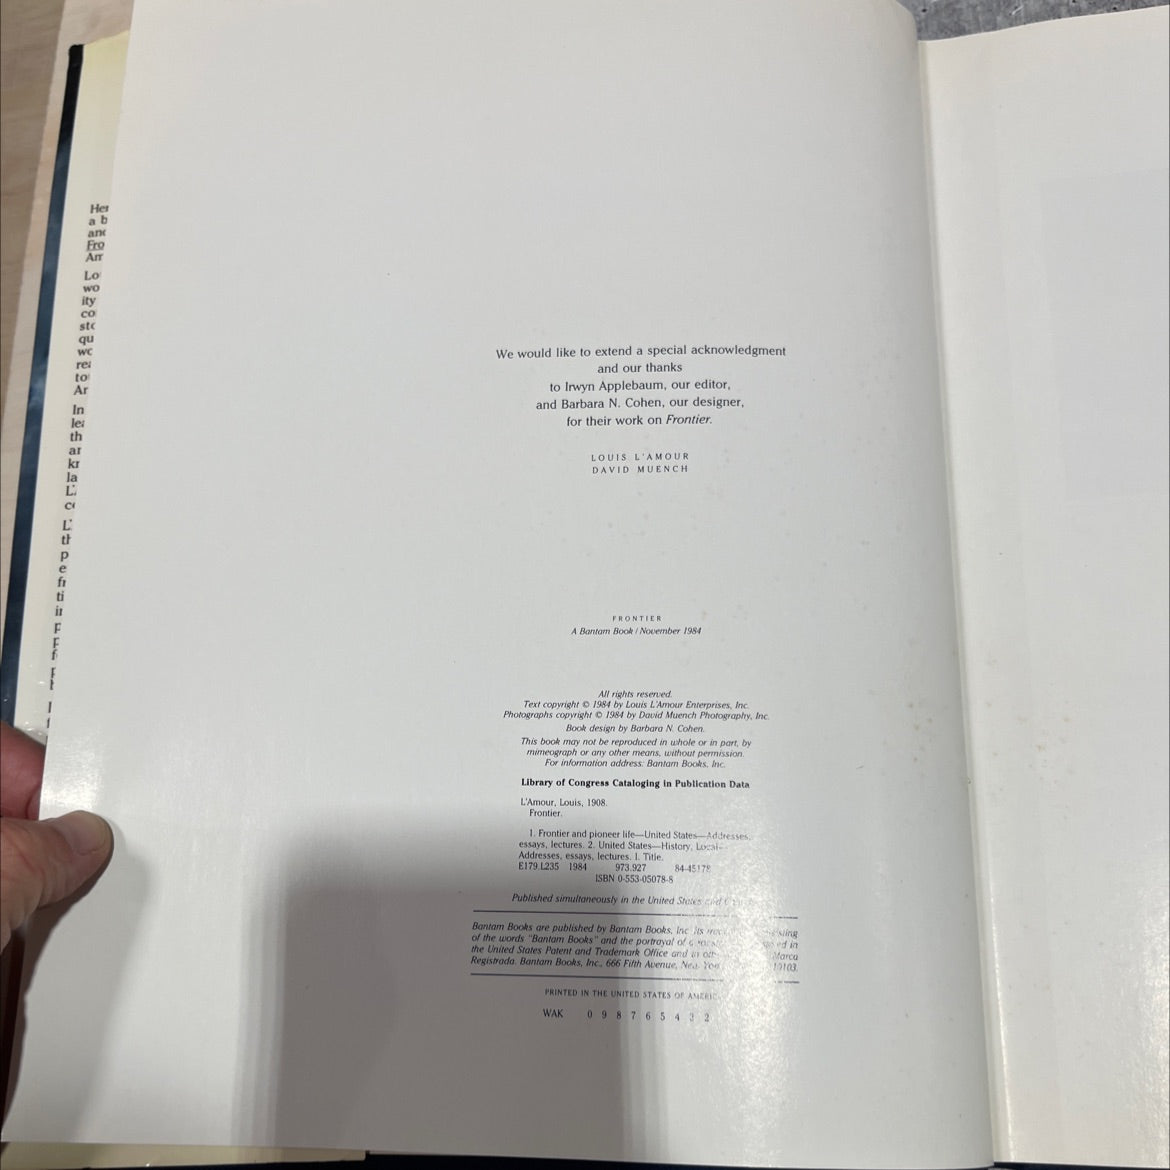 We would like to extend a special acknowledgment
and our thanks
to Irwyn Applebaum, our editor,
and Barbara N. Cohen, our designer,
for their work on Frontier.
LOUIS L'AMOUR
DAVID MUENCH
FRONTIER
A Bantam Book / November 1984
All rights reserved.
Text copyright © 1984 by Louis L'Amour Enterprises, Inc.
Photographs copyright © 1984 by David Muench Photography, Inc.
Book design by Barbara N. Cohen.
This book may not be reproduced in whole or in part, by
mimeograph or any other means, without permission.
For information address: Bantam Books, Inc.
Library of Congress Cataloging in Publication Data
L'Amour, Louis, 1908.
Frontier.
1. Frontier and pioneer life—United States—Addresses,
essays, lectures. 2. United States—History, Local—
Addresses, essays, lectures. I. Title.
E179.L235 1984 973.927 84-45178
ISBN 0-553-05078-8
Published simultaneously in the United States and
Bantam Books are published by Bantam Books, Inc. Its
of the words "Bantam Books" and the portrayal of a in
the United States Patent and Trademark Office and in Marca
Registrada. Bantam Books, Inc., 666 Fifth Avenue, New York 10103.
PRINTED IN THE UNITED STATES OF AMERICA
WAK 0 9 8 7 6 5 4 3 2